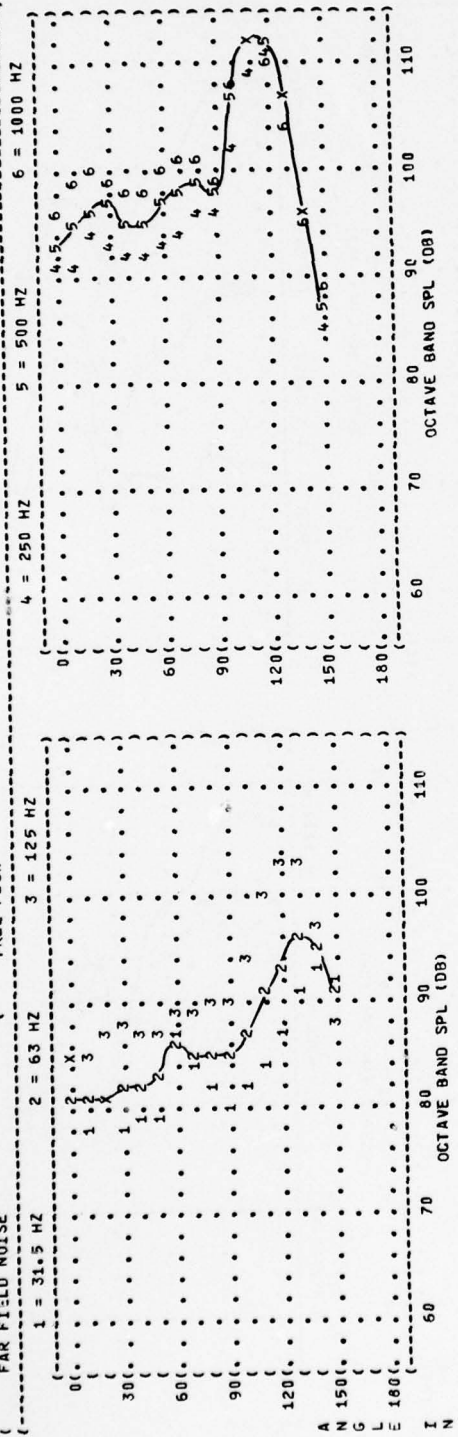 FAR FIELD NOISE
1 = 31.5 HZ 2 = 63 HZ 3 = 125 HZ
0
30
60
90
120
150
180
60 70 80 90 100 110
OCTAVE BAND SPL (DB)
ANGLE
IN
4 = 250 HZ 5 = 500 HZ 6 = 1000 HZ
0
30
60
90
120
150
180
60 70 80 90 100 110
OCTAVE BAND SPL (DB)